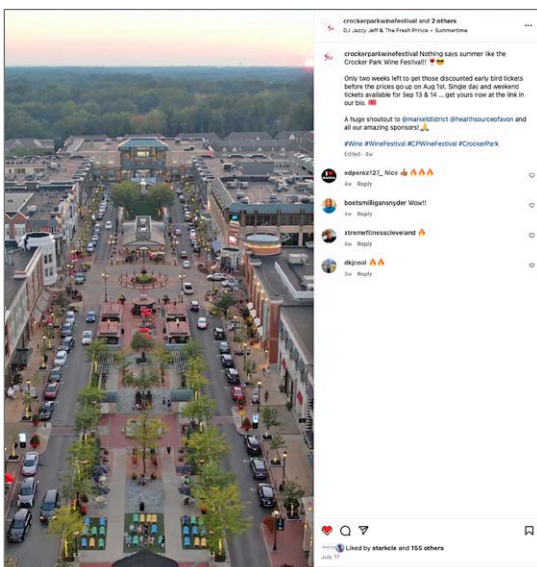 crockerparkwinefestival and 2 others
DJ Jazzy Jeff & The Fresh Prince • Summertime
crockerparkwinefestival Nothing says summer like the
Crocker Park Wine Festival!! 🍷😎
Only two weeks left to get those discounted early bird tickets
before the prices go up on Aug 1st. Single day and weekend
tickets available for Sep 13 & 14 ... get yours now at the link in
our bio. 🎟️
A huge shoutout to @marketdistrict @healthsourceofavon and
all our amazing sponsors! 🙏
#Wine #WineFestival #CPWineFestival #CrockerPark
Edited · 4w
edperez127_ Nice 👍🔥🔥🔥
4w Reply
bootsmilligansnyder Wow!!
4w Reply
xtremefitnesscleveland 🔥
4w Reply
dkjcool 🔥🔥
3w Reply
Liked by starkcle and 155 others
July 17